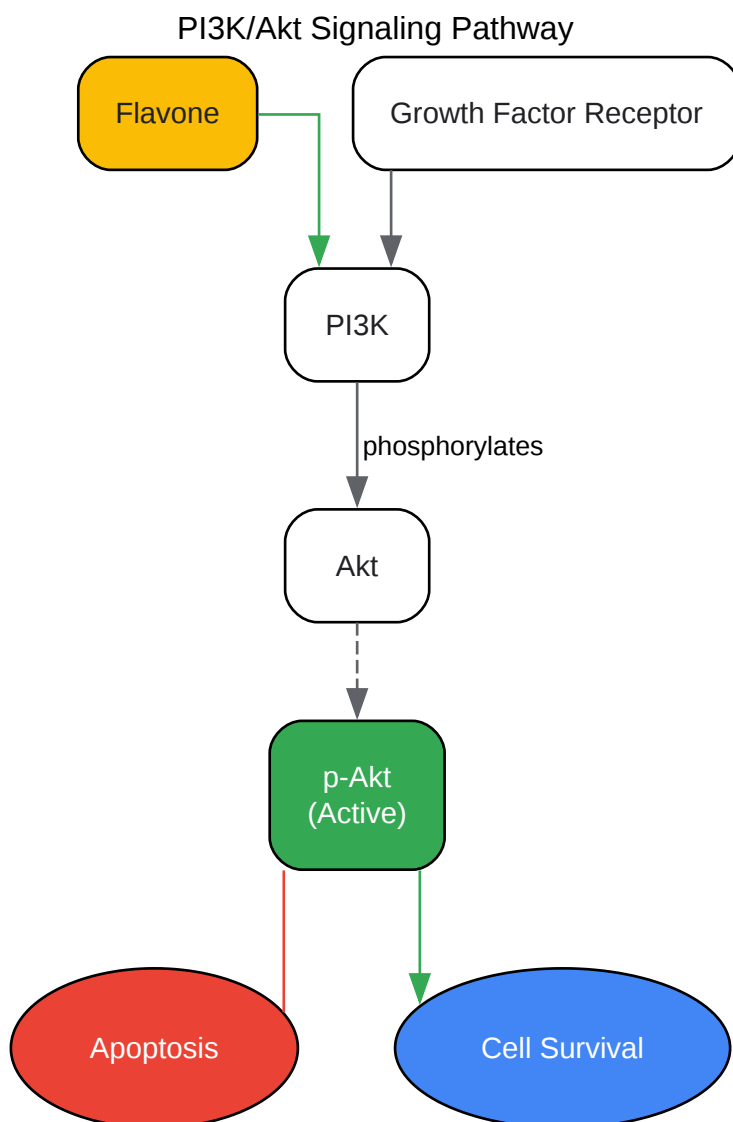 PI3K/Akt Signaling Pathway
Flavone
Growth Factor Receptor
PI3K
phosphorylates
Akt
p-Akt
(Active)
Apoptosis
Cell Survival